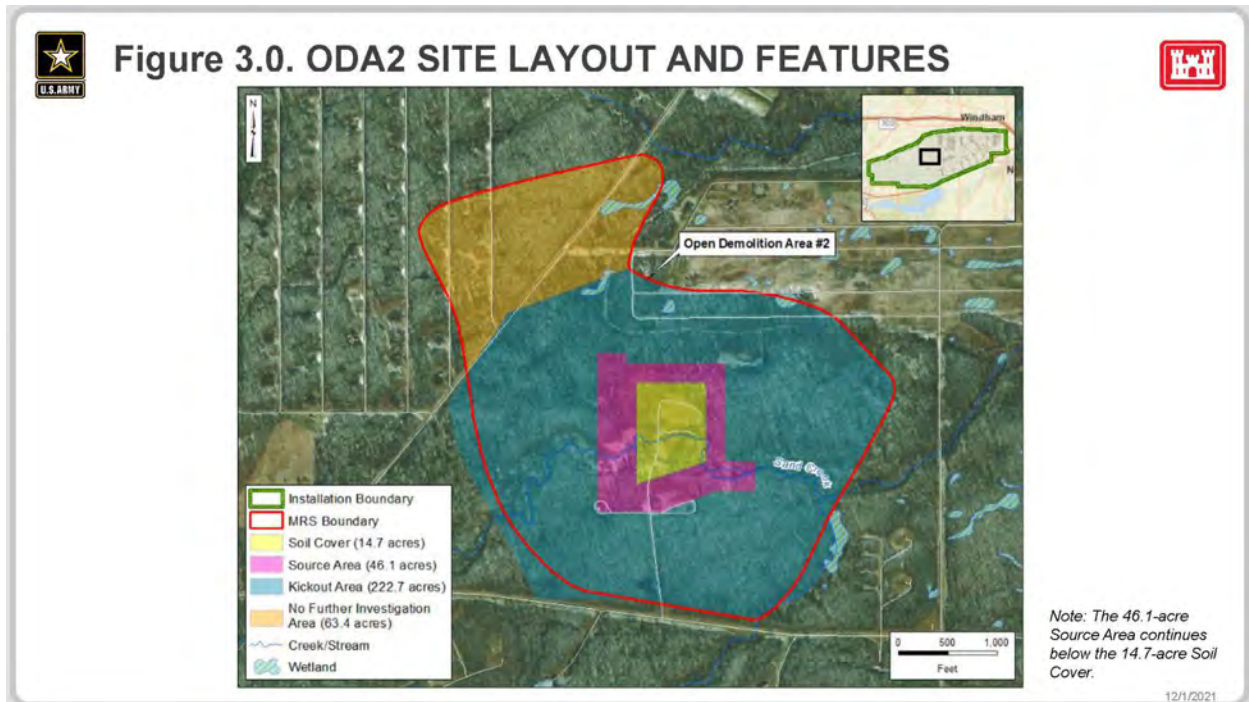 U.S.ARMY
Figure 3.0. ODA2 SITE LAYOUT AND FEATURES
N
Windham
N
Open Demolition Area #2
Sand Creek
Installation Boundary
MRS Boundary
Soil Cover (14.7 acres)
Source Area (46.1 acres)
Kickout Area (222.7 acres)
No Further Investigation
Area (63.4 acres)
Creek/Stream
Wetland
0 500 1,000
Feet
Note: The 46.1-acre
Source Area continues
below the 14.7-acre Soil
Cover.
12/1/2021